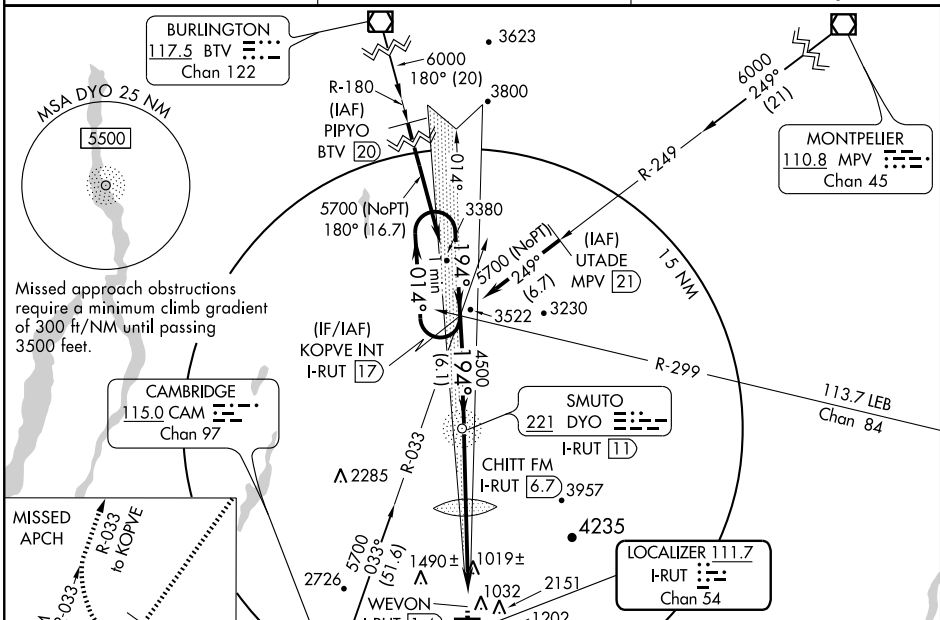 BURLINGTON
117.5 BTV
Chan 122
MSA DYO 25 NM
5500
Missed approach obstructions
require a minimum climb gradient
of 300 ft/NM until passing
3500 feet.
3623
3800
6000
180° (20)
R-180
(IAF)
PIPYO
BTV 20
014°
5700 (NoPT)
180° (16.7)
3380
194°
1 min
014°
6000
249°
(21)
R-249
MONTPELIER
110.8 MPV
Chan 45
5700 (NoPT)
249°
(6.7)
(IAF)
UTADE
MPV 21
15 NM
3522
3230
(IF/IAF)
KOPVE INT
I-RUT 17
194°
4500
(6.1)
R-299
113.7 LEB
Chan 84
CAMBRIDGE
115.0 CAM
Chan 97
SMUTO
221 DYO
I-RUT 11
R-033
CHITT FM
I-RUT 6.7
2285
3957
4235
MISSED
APCH
R-033
to KOPVE
R-033
5700
033°
(51.6)
2726
1490±
1019±
1032
2151
WEVON
1202
LOCALIZER 111.7
I-RUT
Chan 54